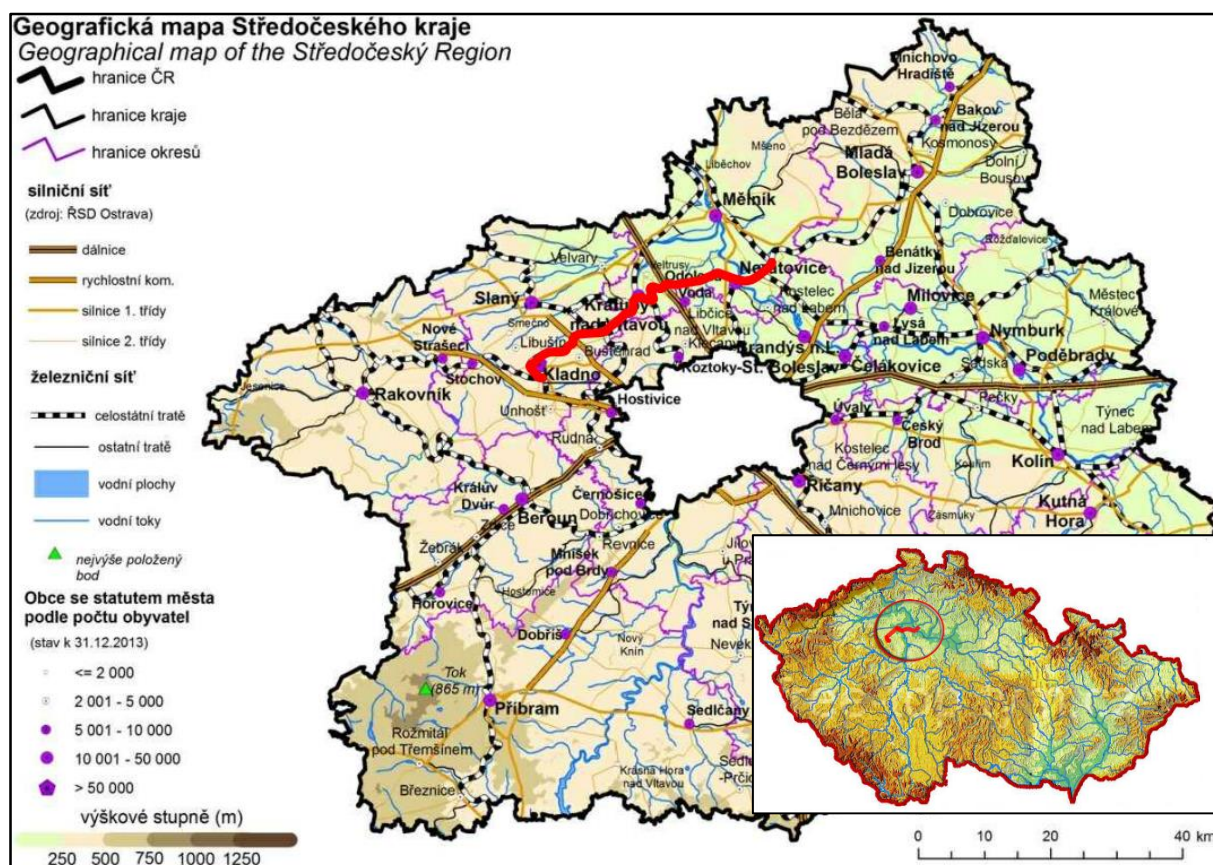 Geografická mapa Středočeského kraje
Geographical map of the Středočeský Region
hranice ČR
hranice kraje
hranice okresů
silniční síť
(zdroj: ŘSD Ostrava)
dálnice
rychlostní kom.
silnice 1. třídy
silnice 2. třídy
železniční síť
celostátní tratě
ostatní tratě
vodní plochy
vodní toky
nejvýše položený
bod
Obce se statutem města
podle počtu obyvatel
(stav k 31.12.2013)
<= 2 000
2 001 - 5 000
5 001 - 10 000
10 001 - 50 000
> 50 000
výškové stupně (m)
250 500 750 1000 1250
Hradiště
Bělá
pod Bezdězem
Bakov
nad Jizerou
Kosmonosy
Mšeno
Liběchov
Mladá
Boleslav
Dolní
Bousov
Mělník
Dobrovice
Rožďalovice
Benátky
nad Jizerou
Velvary
Veltrusy
Slaný
Voda
Kostelec
nad Labem
Milovice
Městec
Králové
Smečno
nad Vltavou
Libčice
nad Vltavou
Klecany
Lysá
nad Labem
Nymburk
Nové
Strašecí
Libušín
Buštěhrad
Brandýs n.L.
St. Boleslav
Sadská
Poděbrady
Stochov
Kladno
Roztoky
Čelákovice
Jesenice
Rakovník
Unhošť
Hostivice
Pečky
Týnec
nad Labem
Úvaly
Český
Brod
Rudná
Kostelec
nad Černými lesy
Kouřim
Kolín
Králův
Dvůr
Beroun
Černošice
Dobřichovice
Říčany
Mnichovice
Zásmuky
Kutná
Hora
Zdice
Řevnice
Žebrák
Mníšek
pod Brdy
Hořovice
Hostomice
Dobříš
Nový
Knín
Tok
(865 m)
Příbram
Sedlčany
Rožmitál
pod Třemšínem
Krásná Hora
nad Vltavou
Březnice
0 10 20 40 km